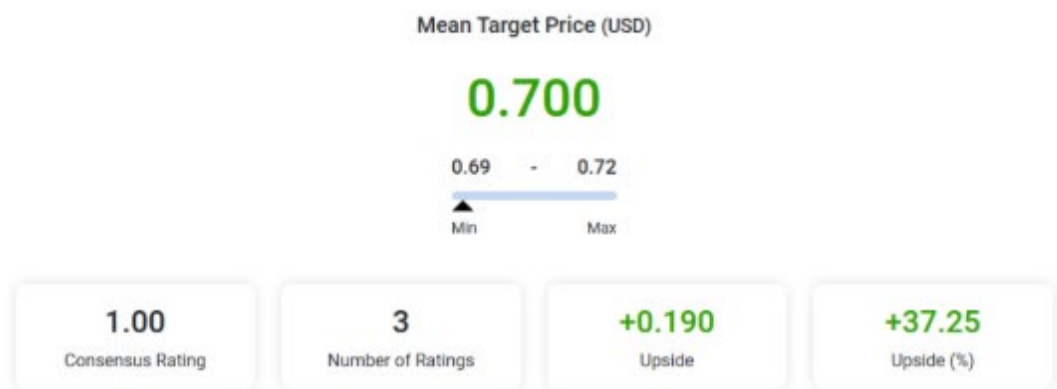 Mean Target Price (USD)
0.700
0.69 - 0.72
Min Max
1.00 3 +0.190 +37.25
Consensus Rating Number of Ratings Upside Upside (%)